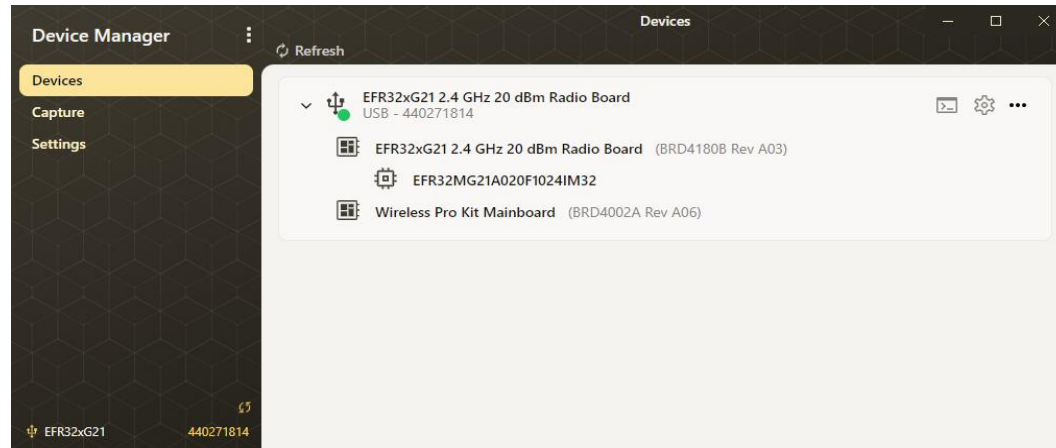 Devices
Device Manager
Refresh
Devices
Capture
Settings
EFR32xG21 2.4 GHz 20 dBm Radio Board
USB - 440271814
EFR32xG21 2.4 GHz 20 dBm Radio Board (BRD4180B Rev A03)
EFR32MG21A020F1024IM32
Wireless Pro Kit Mainboard (BRD4002A Rev A06)
EFR32xG21 440271814